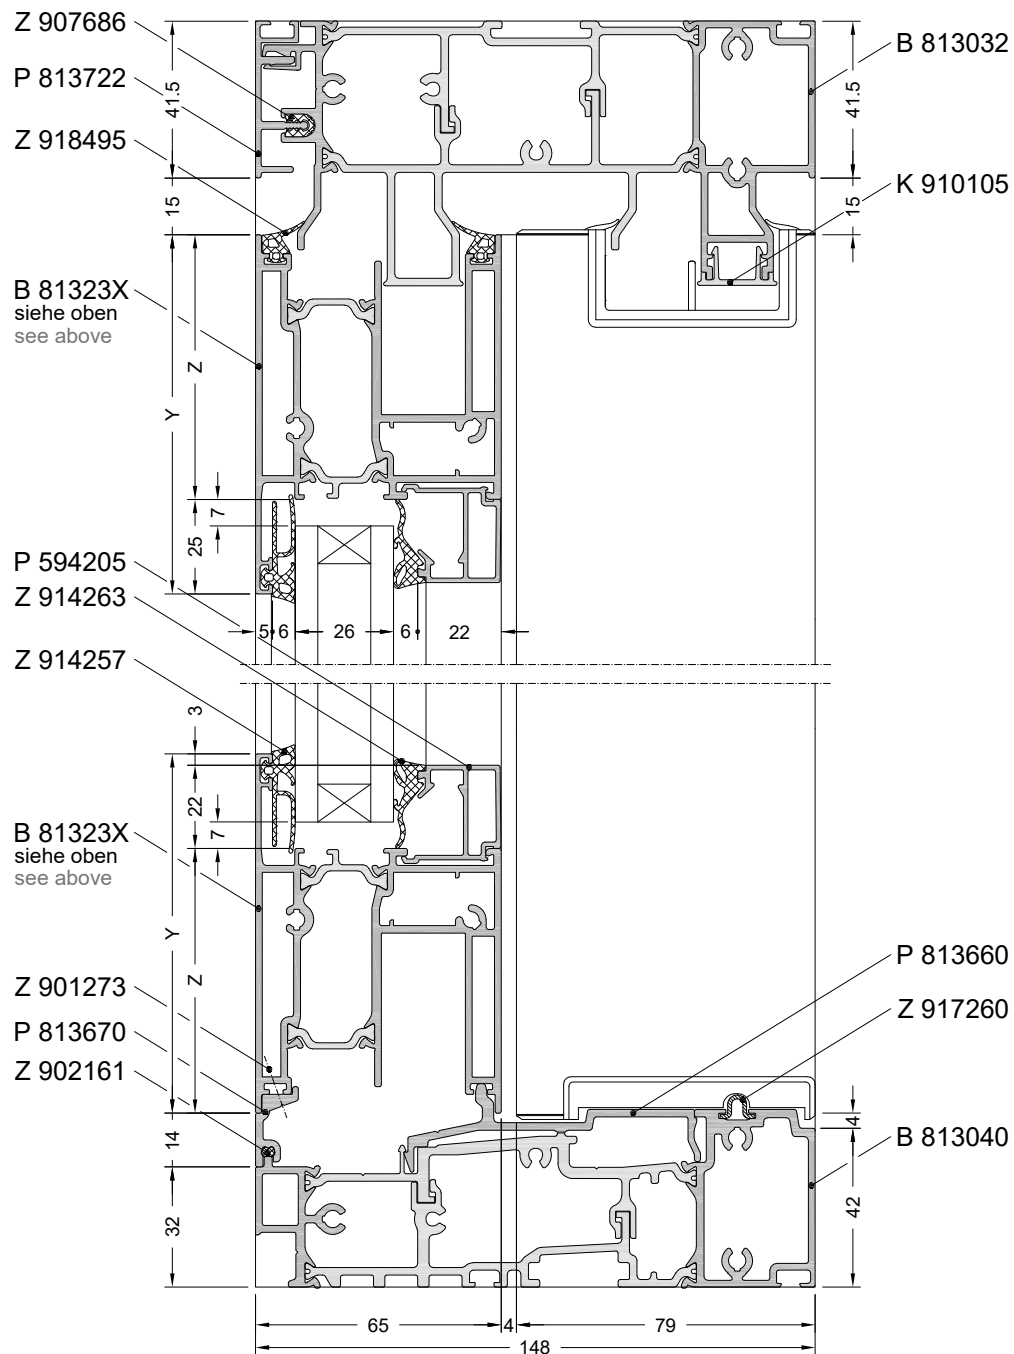 Z 907686
P 813722
Z 918495
B 81323X
siehe oben
see above
P 594205
Z 914263
Z 914257
B 81323X
siehe oben
see above
Z 901273
P 813670
Z 902161
B 813032
K 910105
P 813660
Z 917260
B 813040
41.5
15
Z
Y
7
25
41.5
15
5
6
26
6
22
3
22
7
Y
Z
14
32
4
42
65
4
79
148